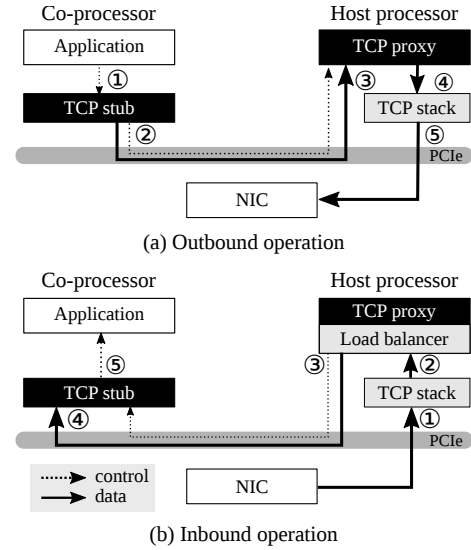 Co-processor Host processor
Application TCP proxy
① ③ ④
TCP stub TCP stack
② ⑤
PCIe
NIC
(a) Outbound operation
Co-processor Host processor
Application TCP proxy
Load balancer
⑤ ③ ②
TCP stub TCP stack
④ ①
PCIe
control
data
NIC
(b) Inbound operation